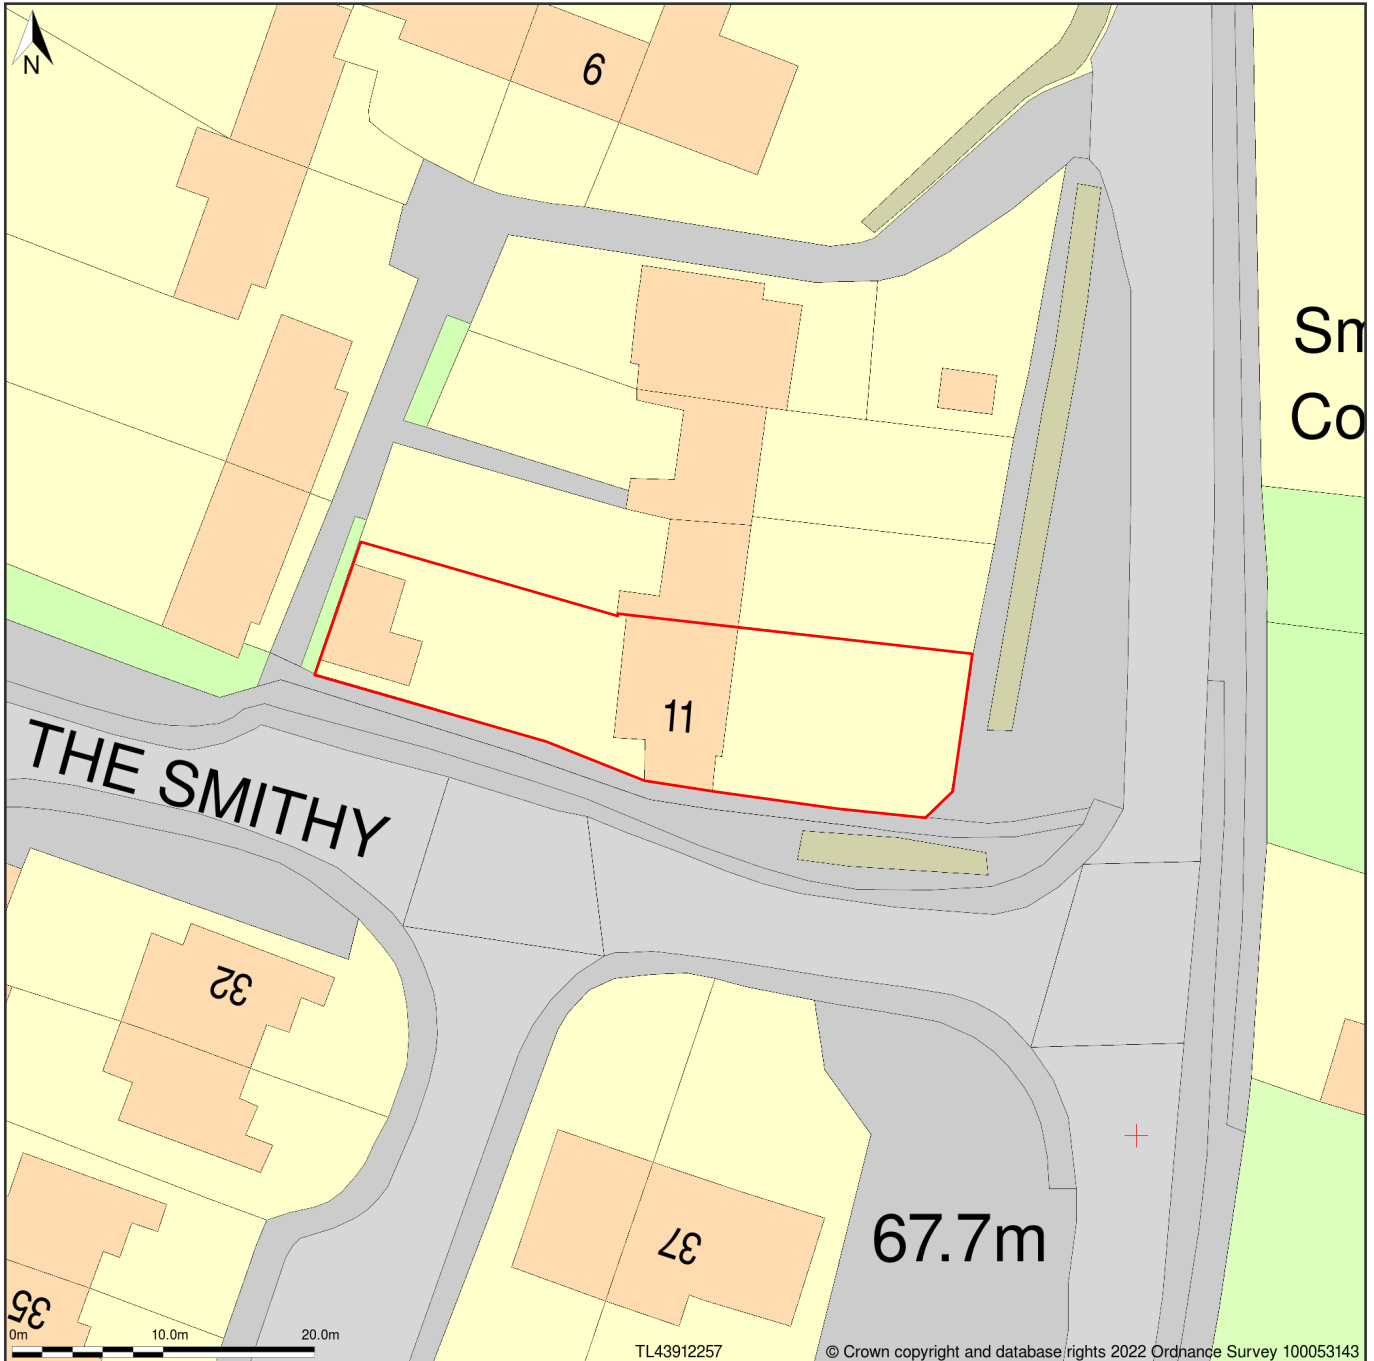 N
6
Sm
Co
11
THE SMITHY
32
37
67.7m
35
0m 10.0m 20.0m
TL43912257
© Crown copyright and database rights 2022 Ordnance Survey 100053143